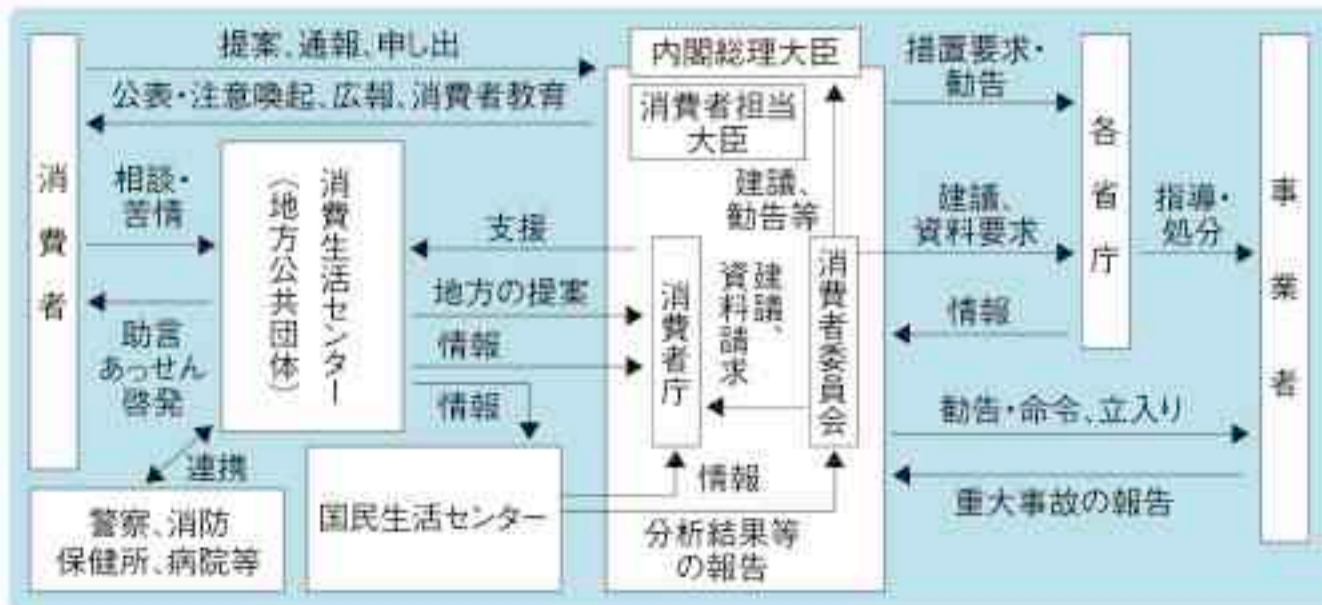 消費者
提案、通報、申し出
公表・注意喚起、広報、消費者教育
相談・
苦情
助言
あっせん
啓発
消費生活センター
(地方公共団体)
連携
警察、消防
保健所、病院等
支援
地方の提案
情報
情報
国民生活センター
内閣総理大臣
消費者担当
大臣
建議、
勧告等
消費者庁
建議、
資料請求
消費者委員会
情報
分析結果等
の報告
措置要求・
勧告
建議、
資料要求
情報
各省庁
指導・
処分
勧告・命令、立入り
重大事故の報告
事業者